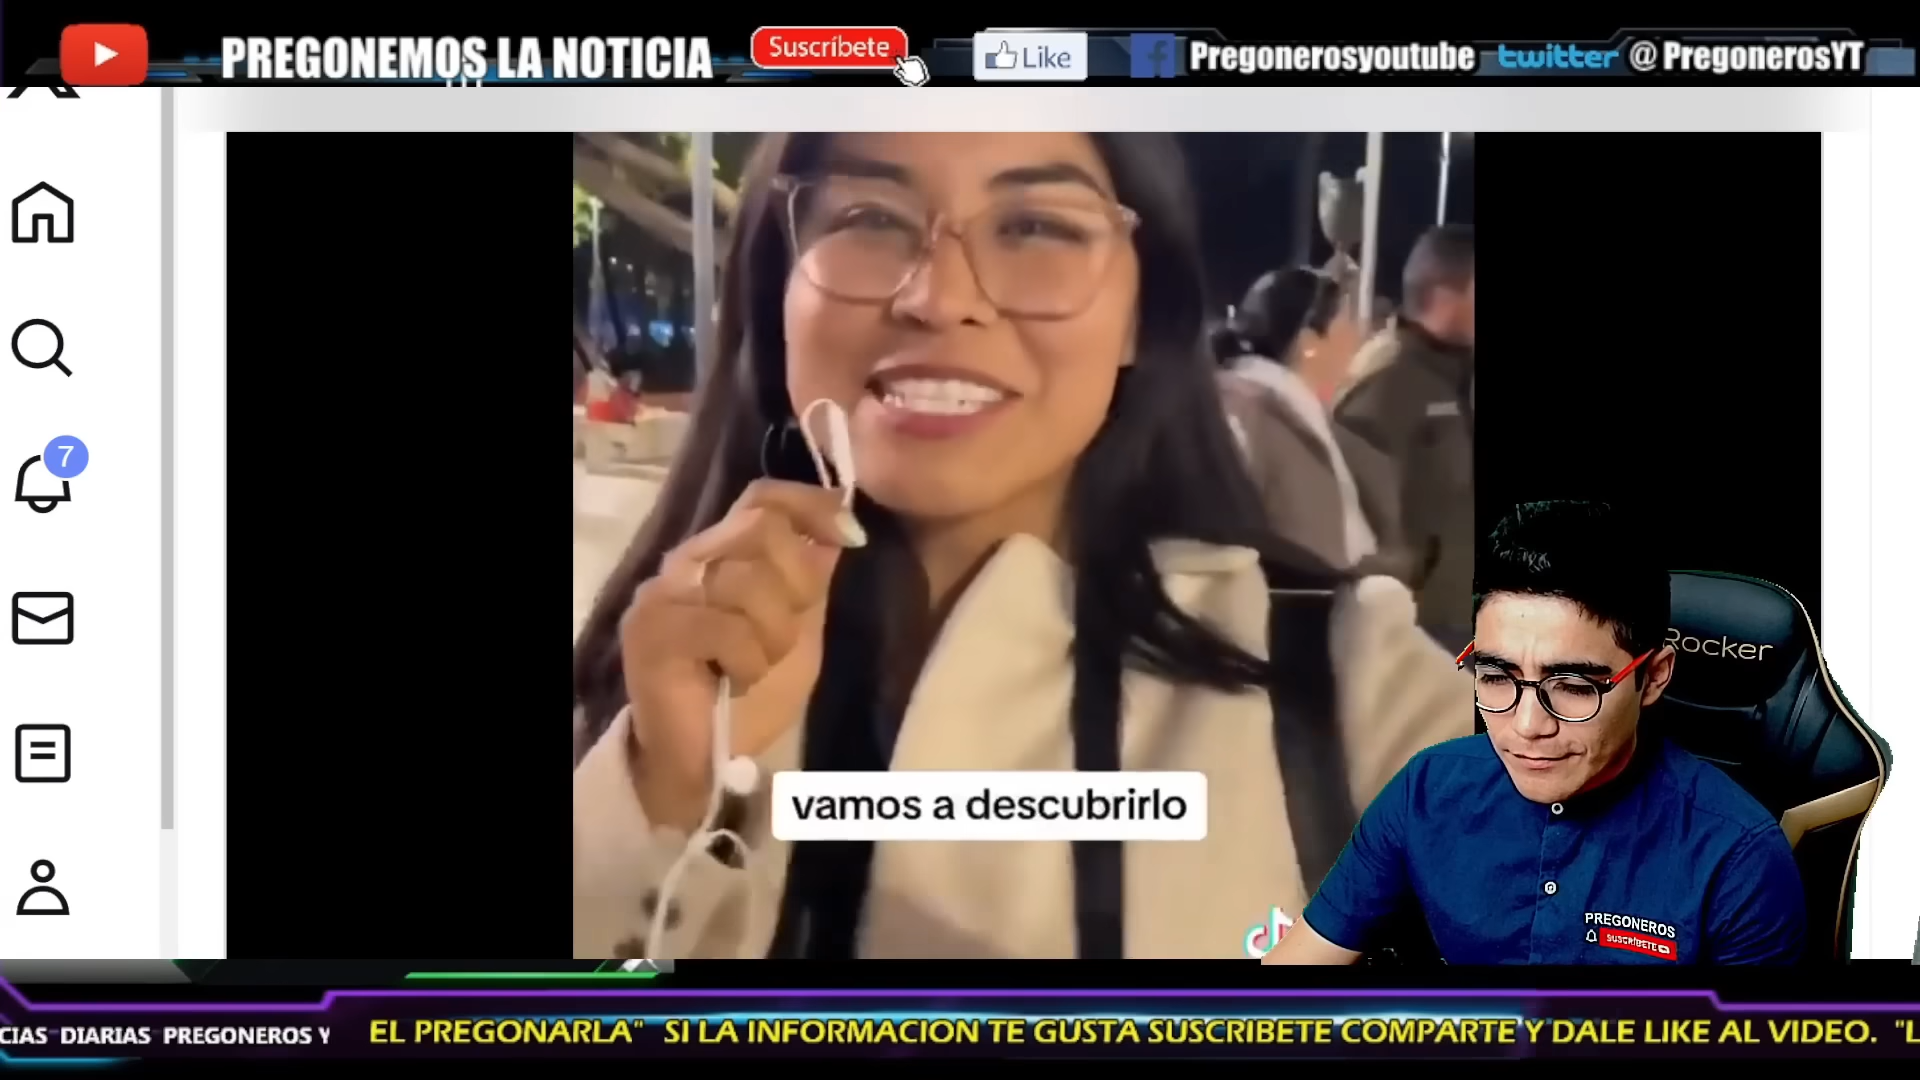 PREGONEMOS LA NOTICIA
Suscríbete
Like
Pregonerosyoutube
twitter @PregonerosYT
7
Rocker
vamos a descubrirlo
PREGONEROS
SUSCRÍBETE
CIAS DIARIAS PREGONEROS Y
EL PREGONARLA" SI LA INFORMACION TE GUSTA SUSCRIBETE COMPARTE Y DALE LIKE AL VIDEO. "L